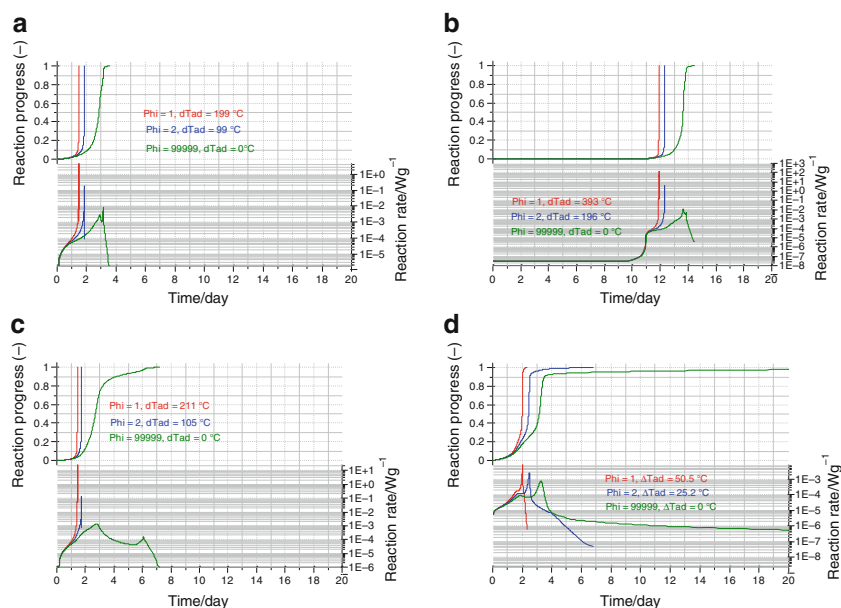 a
Reaction progress (–)
1
0.8
0.6
0.4
0.2
0
Phi = 1, dTad = 199 °C
Phi = 2, dTad = 99 °C
Phi = 99999, dTad = 0°C
1E+0
1E–1
1E–2
1E–3
1E–4
1E–5
Reaction rate/Wg⁻¹
0 2 4 6 8 10 12 14 16 18 20
Time/day
b
Reaction progress (–)
1
0.8
0.6
0.4
0.2
0
Phi = 1, dTad = 393 °C
Phi = 2, dTad = 196 °C
Phi = 99999, dTad = 0 °C
1E+3
1E+2
1E+1
1E+0
1E–1
1E–2
1E–3
1E–4
1E–5
1E–6
1E–7
1E–8
Reaction rate/Wg⁻¹
0 2 4 6 8 10 12 14 16 18 20
Time/day
c
Reaction progress (–)
1
0.8
0.6
0.4
0.2
0
Phi = 1, dTad = 211 °C
Phi = 2, dTad = 105 °C
Phi = 99999, dTad = 0 °C
1E+1
1E+0
1E–1
1E–2
1E–3
1E–4
1E–5
1E–6
Reaction rate/Wg⁻¹
0 2 4 6 8 10 12 14 16 18 20
Time/day
d
Reaction progress (–)
1
0.8
0.6
0.4
0.2
0
Phi = 1, ΔTad = 50.5 °C
Phi = 2, ΔTad = 25.2 °C
Phi = 99999, ΔTad = 0 °C
1E–3
1E–4
1E–5
1E–6
1E–7
1E–8
Reaction rate/Wg⁻¹
0 2 4 6 8 10 12 14 16 18 20
Time/day